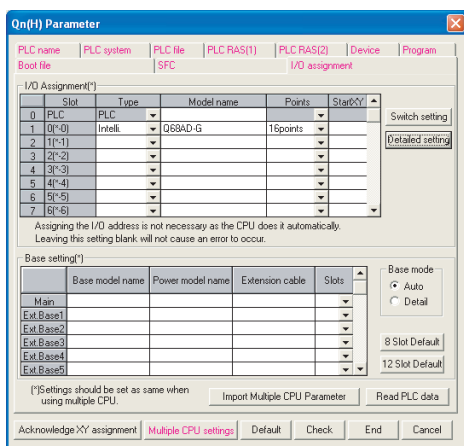 Qn(H) Parameter
PLC name PLC system PLC file PLC RAS(1) PLC RAS(2) Device Program
Boot file SFC I/O assignment
I/O Assignment(*)
Slot Type Model name Points StartXY
0 PLC PLC
1 0(*-0) Intelli. Q68AD-G 16points
2 1(*-1)
3 2(*-2)
4 3(*-3)
5 4(*-4)
6 5(*-5)
7 6(*-6)
Switch setting
Detailed setting
Assigning the I/O address is not necessary as the CPU does it automatically.
Leaving this setting blank will not cause an error to occur.
Base setting(*)
Base model name Power model name Extension cable Slots
Main
Ext.Base1
Ext.Base2
Ext.Base3
Ext.Base4
Ext.Base5
Base mode
Auto
Detail
8 Slot Default
12 Slot Default
(*)Settings should be set as same when
using multiple CPU.
Import Multiple CPU Parameter Read PLC data
Acknowledge XY assignment Multiple CPU settings Default Check End Cancel